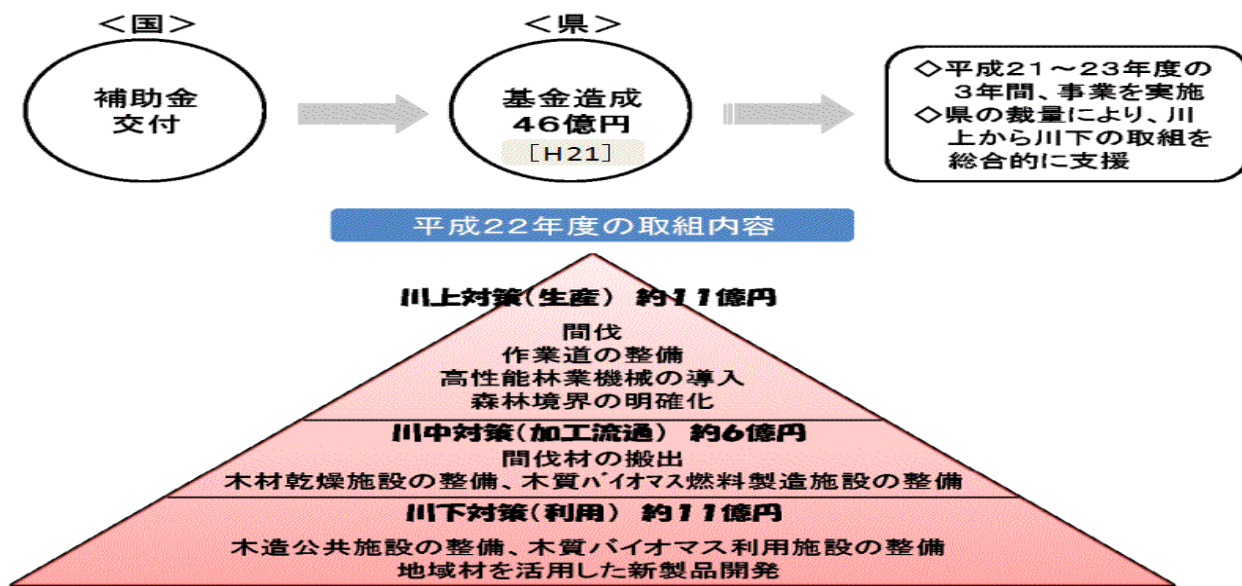 ＜国＞
補助金
交付
＜県＞
基金造成
４６億円
［Ｈ２１］
◇平成２１～２３年度の
３年間、事業を実施
◇県の裁量により、川
上から川下の取組を
総合的に支援
平成２２年度の取組内容
川上対策（生産） 約１１億円
間伐
作業道の整備
高性能林業機械の導入
森林境界の明確化
川中対策（加工流通） 約６億円
間伐材の搬出
木材乾燥施設の整備、木質ﾊﾞｲｵﾏｽ燃料製造施設の整備
川下対策（利用） 約１１億円
木造公共施設の整備、木質バイオマス利用施設の整備
地域材を活用した新製品開発